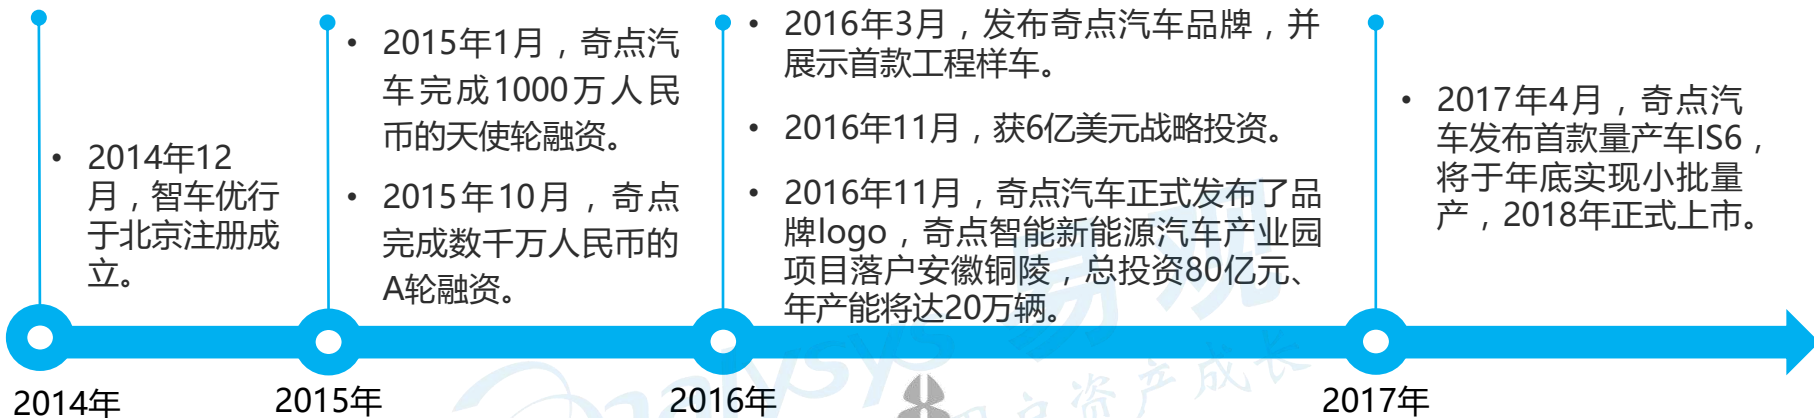 • 2014年12
月，智车优行
于北京注册成
立。
• 2015年1月，奇点汽
车完成1000万人民
币的天使轮融资。
• 2015年10月，奇点
完成数千万人民币的
A轮融资。
• 2016年3月，发布奇点汽车品牌，并
展示首款工程样车。
• 2016年11月，获6亿美元战略投资。
• 2016年11月，奇点汽车正式发布了品
牌logo，奇点智能新能源汽车产业园
项目落户安徽铜陵，总投资80亿元、
年产能将达20万辆。
• 2017年4月，奇点汽
车发布首款量产车IS6，
将于年底实现小批量
产，2018年正式上市。
2014年
2015年
2016年
2017年
analysys 易观
用户资产成长